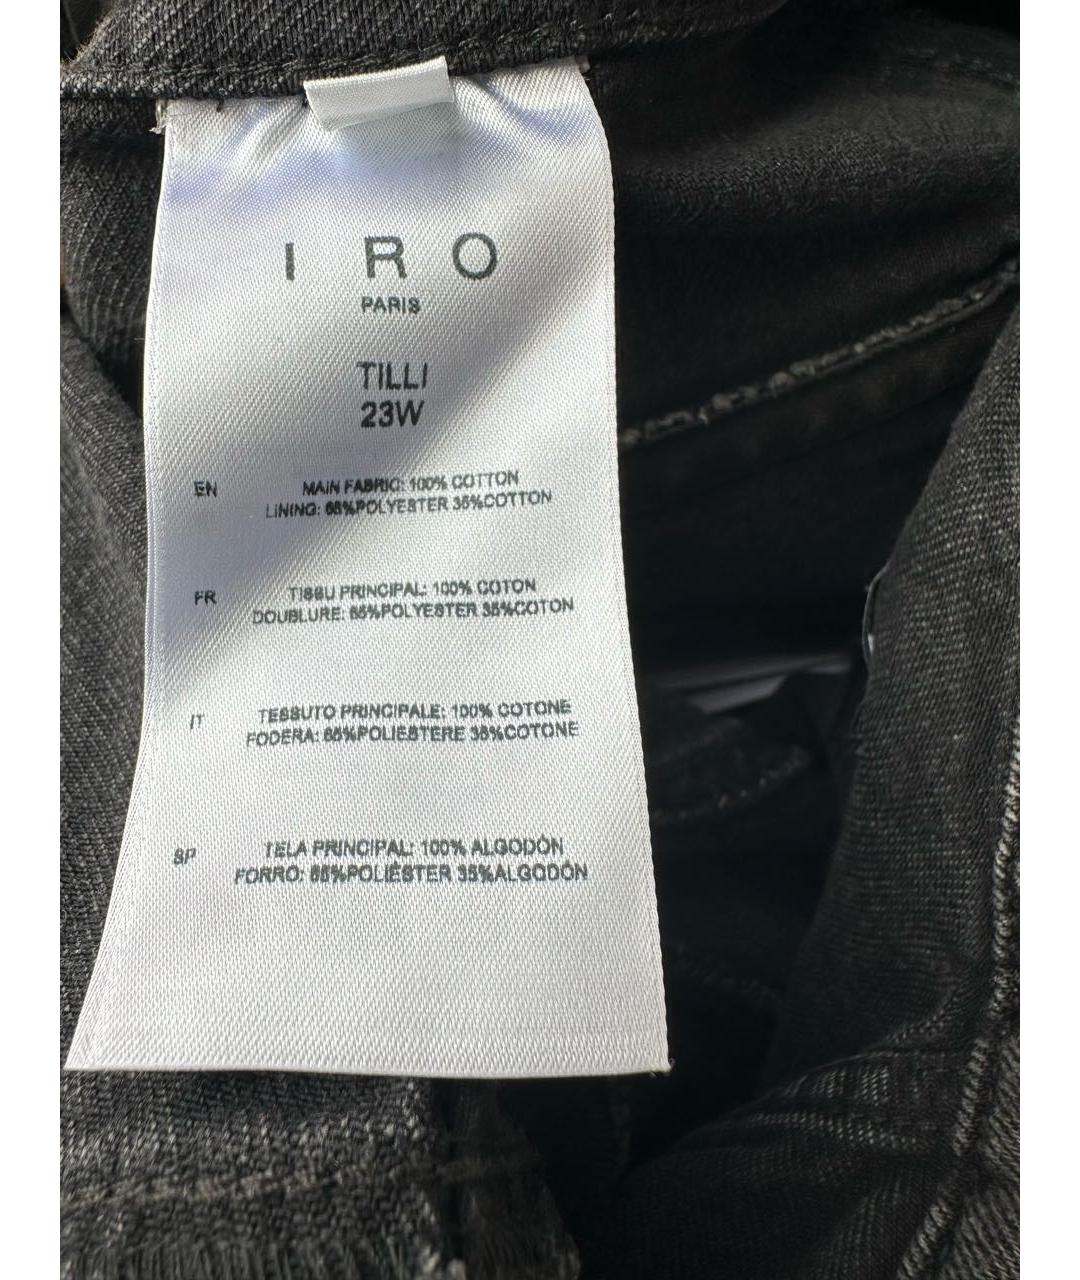 IRO
PARIS
TILLI
23W
EN
MAIN FABRIC: 100% COTTON
LINING: 65%POLYESTER 35%COTTON
FR
TISSU PRINCIPAL: 100% COTON
DOUBLURE: 65%POLYESTER 35%COTON
IT
TESSUTO PRINCIPALE: 100% COTONE
FODERA: 65%POLIESTERE 35%COTONE
SP
TELA PRINCIPAL: 100% ALGODÓN
FORRO: 65%POLIÉSTER 35%ALGODÓN